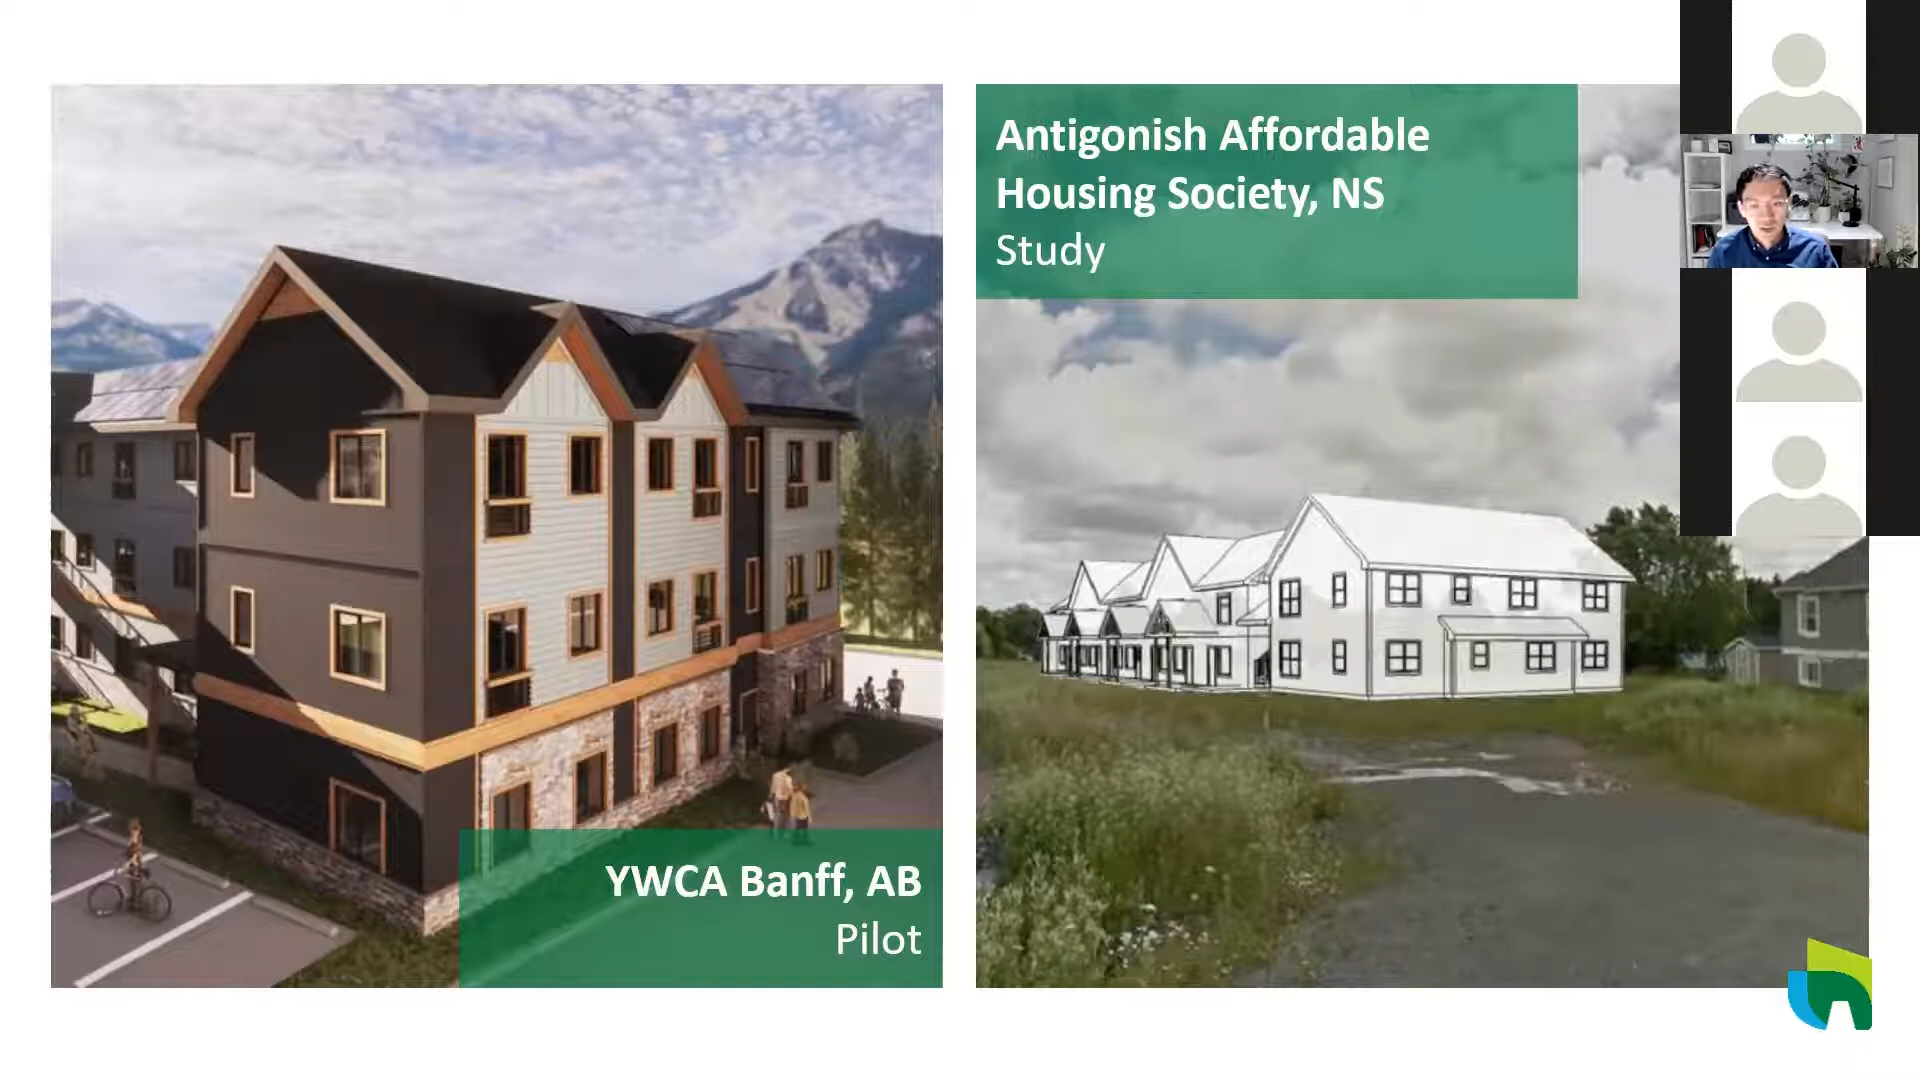 Antigonish Affordable
Housing Society, NS
Study
YWCA Banff, AB
Pilot